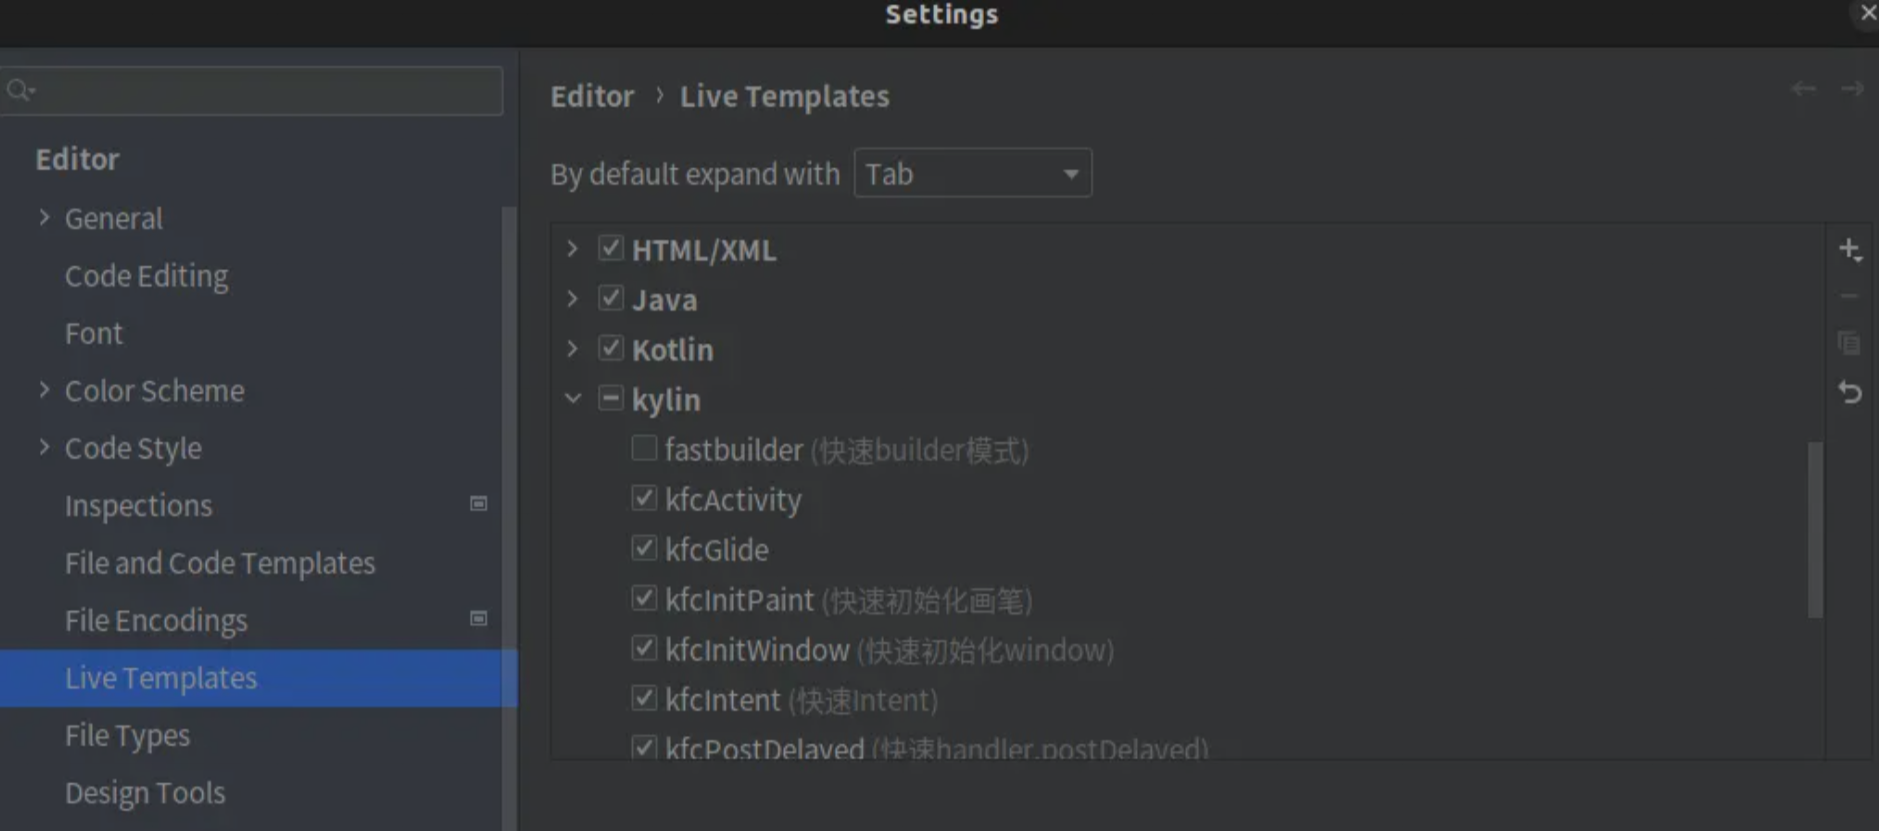 Settings
Editor
General
Code Editing
Font
Color Scheme
Code Style
Inspections
File and Code Templates
File Encodings
Live Templates
File Types
Design Tools
Editor › Live Templates
By default expand with Tab
HTML/XML
Java
Kotlin
kylin
fastbuilder (快速builder模式)
kfcActivity
kfcGlide
kfcInitPaint (快速初始化画笔)
kfcInitWindow (快速初始化window)
kfcIntent (快速Intent)
kfcPostDelayed (快速handler.postDelayed)